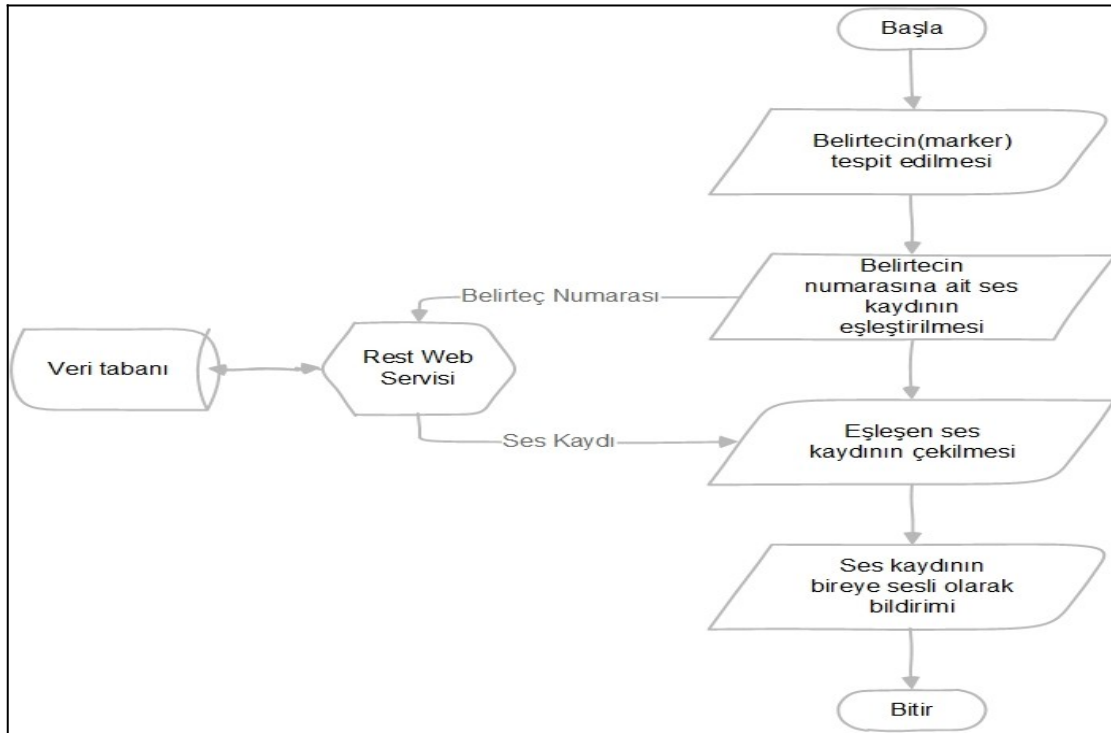 Başla
Belirtecin(marker)
tespit edilmesi
Belirtecin
numarasına ait ses
kaydının
eşleştirilmesi
Belirteç Numarası
Veri tabanı
Rest Web
Servisi
Ses Kaydı
Eşleşen ses
kaydının çekilmesi
Ses kaydının
bireye sesli olarak
bildirimi
Bitir